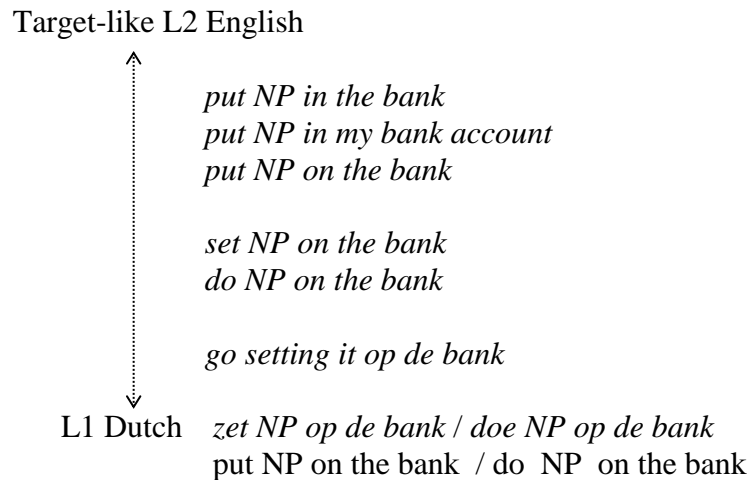 Target-like L2 English
put NP in the bank
put NP in my bank account
put NP on the bank
set NP on the bank
do NP on the bank
go setting it op de bank
L1 Dutch zet NP op de bank / doe NP op de bank
put NP on the bank / do NP on the bank